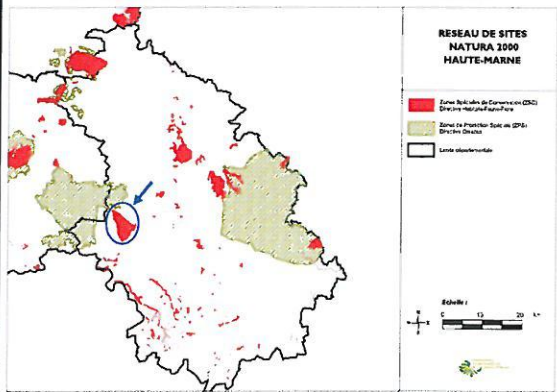 RESEAU DE SITES
NATURA 2000
HAUTE-MARNE
Zones Spéciales de Conservation (ZSC)
Directive Habitats-Faune-Flore
Zones de Protection Spéciale (ZPS)
Directive Oiseaux
Limite départementale
Echelle :
0 20 km